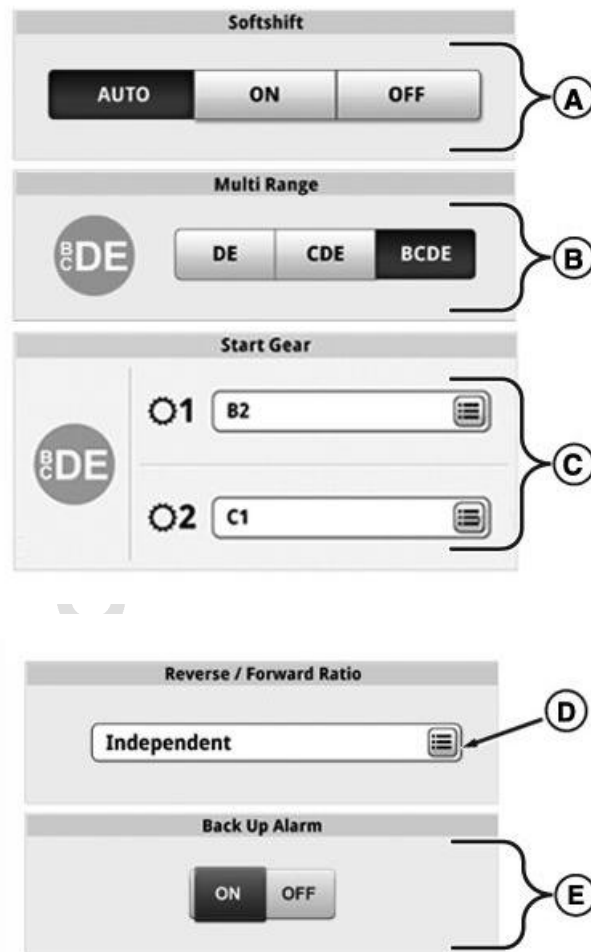 Softshift
AUTO ON OFF
A
Multi Range
BCDE DE CDE BCDE
B
Start Gear
1 B2
BCDE
2 C1
C
Reverse / Forward Ratio
Independent
D
Back Up Alarm
ON OFF
E